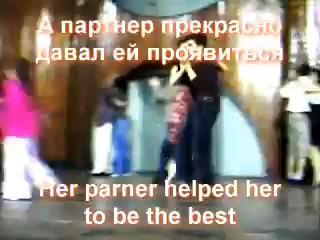 А партнер прекрасно
давал ей проявиться
Her parner helped her
to be the best